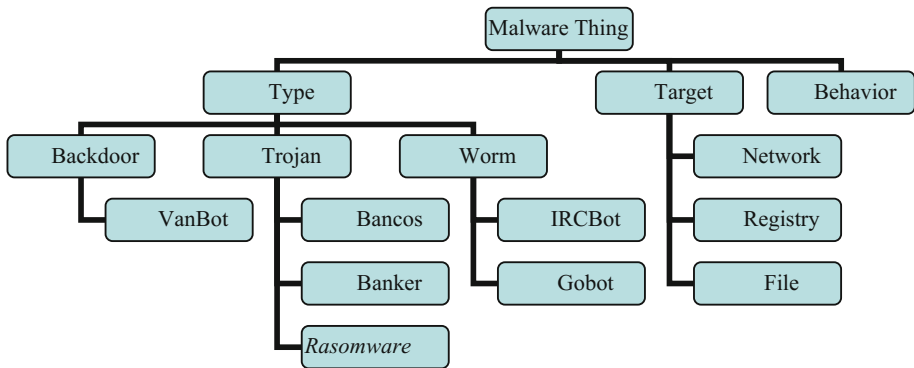 Malware Thing
Type
Target
Behavior
Backdoor
Trojan
Worm
Network
VanBot
Bancos
IRCBot
Registry
Banker
Gobot
File
Rasomware